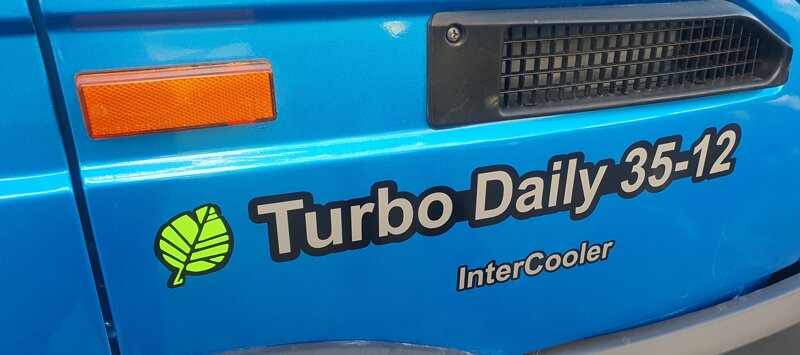 Turbo Daily 35-12
InterCooler